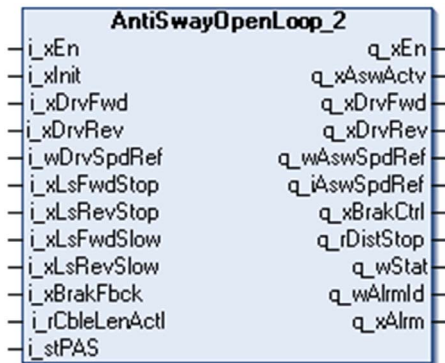 AntiSwayOpenLoop_2
i_xEn q_xEn
i_xInit q_xAswActv
i_xDrvFwd q_xDrvFwd
i_xDrvRev q_xDrvRev
i_wDrvSpdRef q_wAswSpdRef
i_xLsFwdStop q_iAswSpdRef
i_xLsRevStop q_xBrakCtrl
i_xLsFwdSlow q_rDistStop
i_xLsRevSlow q_wStat
i_xBrakFbck q_wAlrmId
i_rCbleLenActl q_xAlrm
i_stPAS